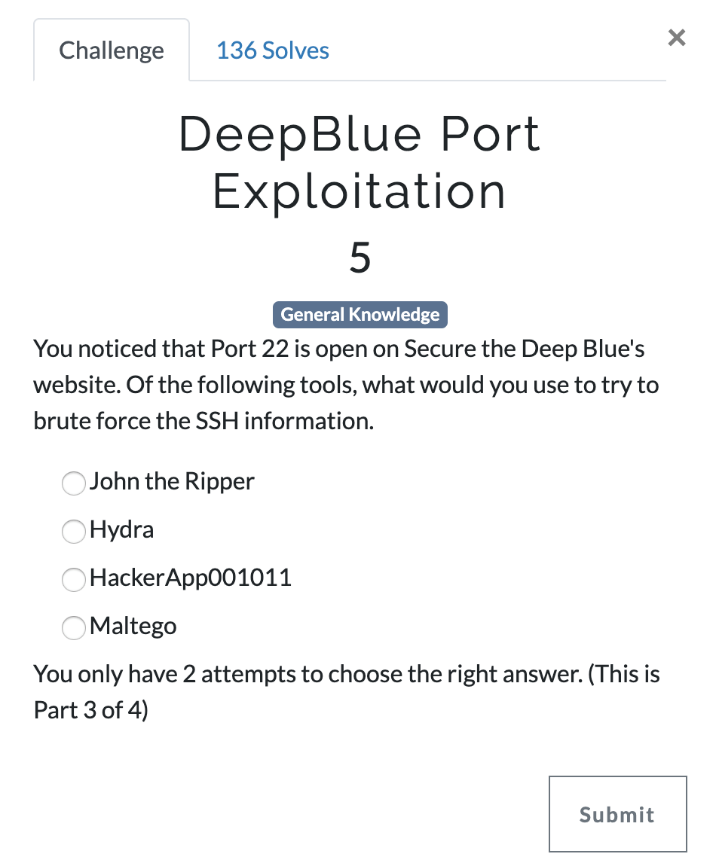 Challenge
136 Solves
×
DeepBlue Port
Exploitation
5
General Knowledge
You noticed that Port 22 is open on Secure the Deep Blue's
website. Of the following tools, what would you use to try to
brute force the SSH information.
John the Ripper
Hydra
HackerApp001011
Maltego
You only have 2 attempts to choose the right answer. (This is
Part 3 of 4)
Submit